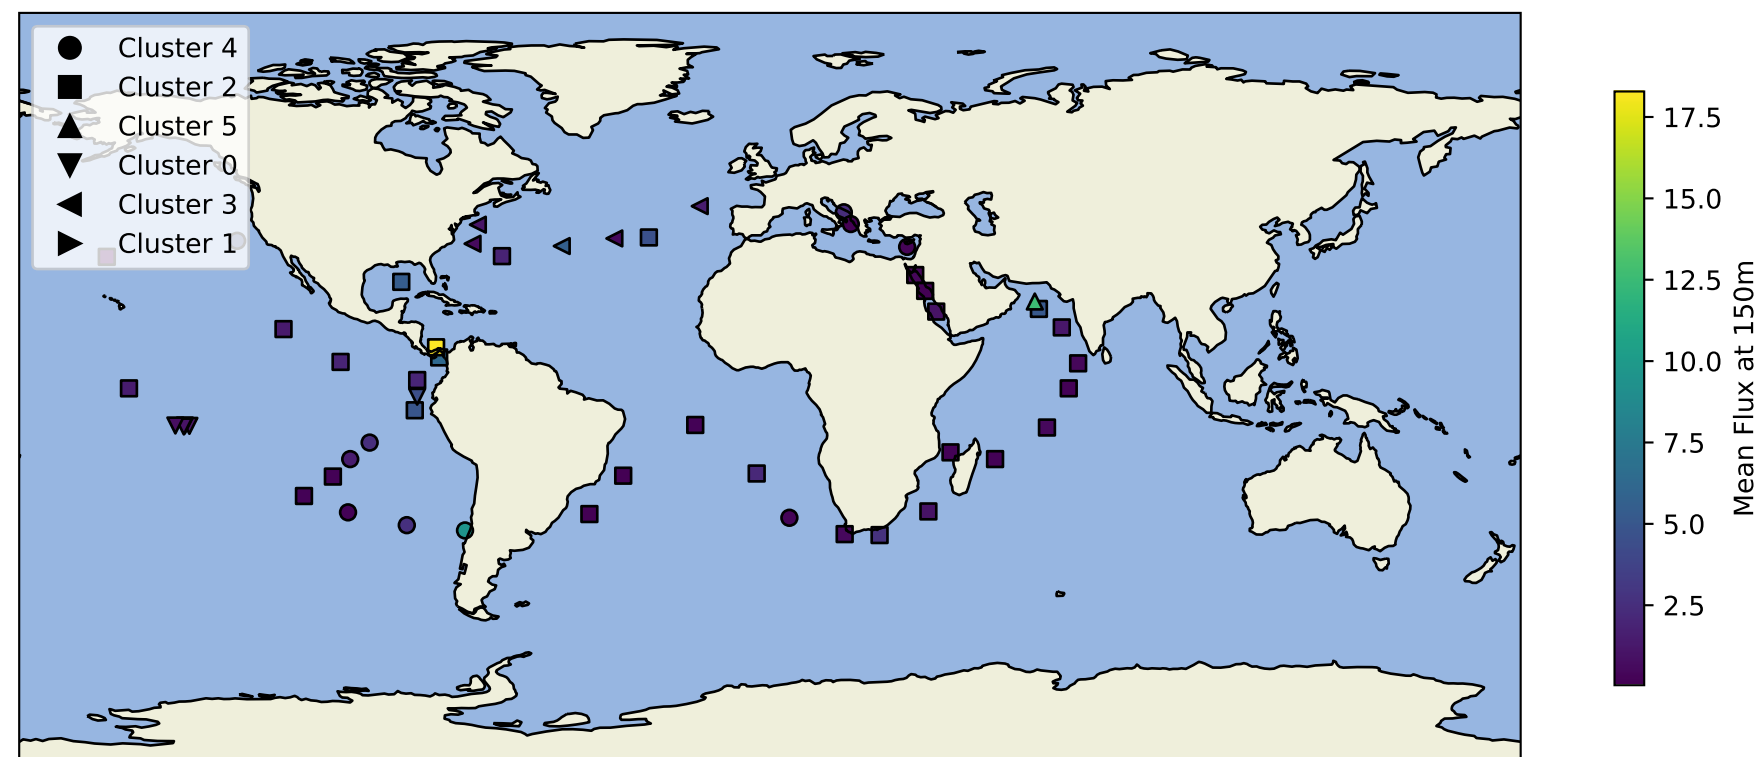 Cluster 4
Cluster 2
Cluster 5
Cluster 0
Cluster 3
Cluster 1
17.5
15.0
12.5
10.0
7.5
5.0
2.5
Mean Flux at 150m